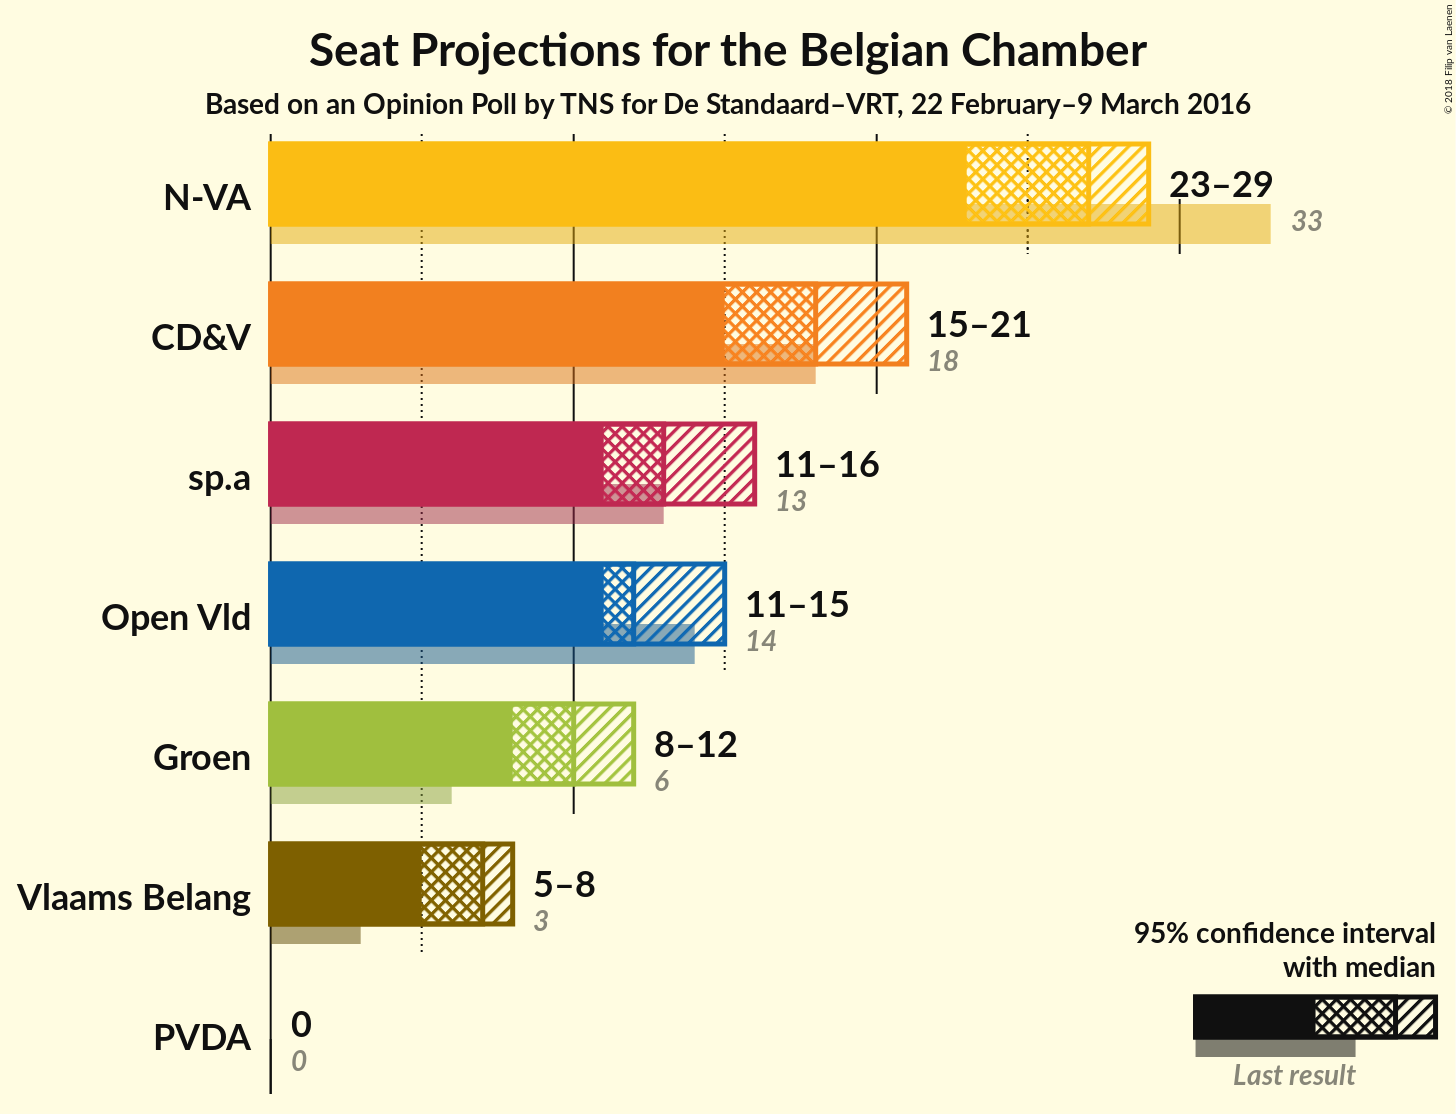 Seat Projections for the Belgian Chamber
Based on an Opinion Poll by TNS for De Standaard–VRT, 22 February–9 March 2016
© 2018 Filip van Laenen
N-VA
23–29
33
CD&V
15–21
18
sp.a
11–16
13
Open Vld
11–15
14
Groen
8–12
6
Vlaams Belang
5–8
3
PVDA
0
0
95% confidence interval
with median
Last result